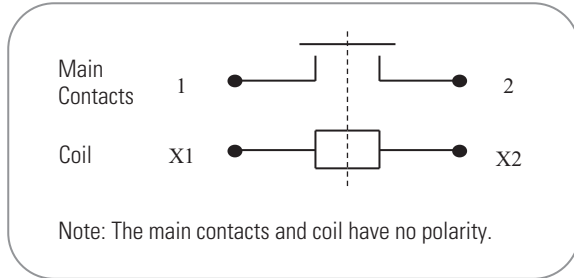 Main
Contacts 1 2
Coil X1 X2
Note: The main contacts and coil have no polarity.